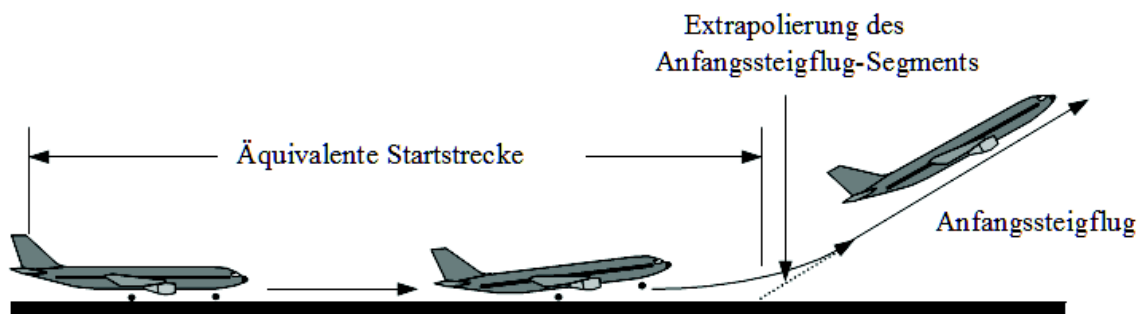 Extrapolierung des
Anfangssteigflug-Segments
Äquivalente Startstrecke
Anfangssteigflug